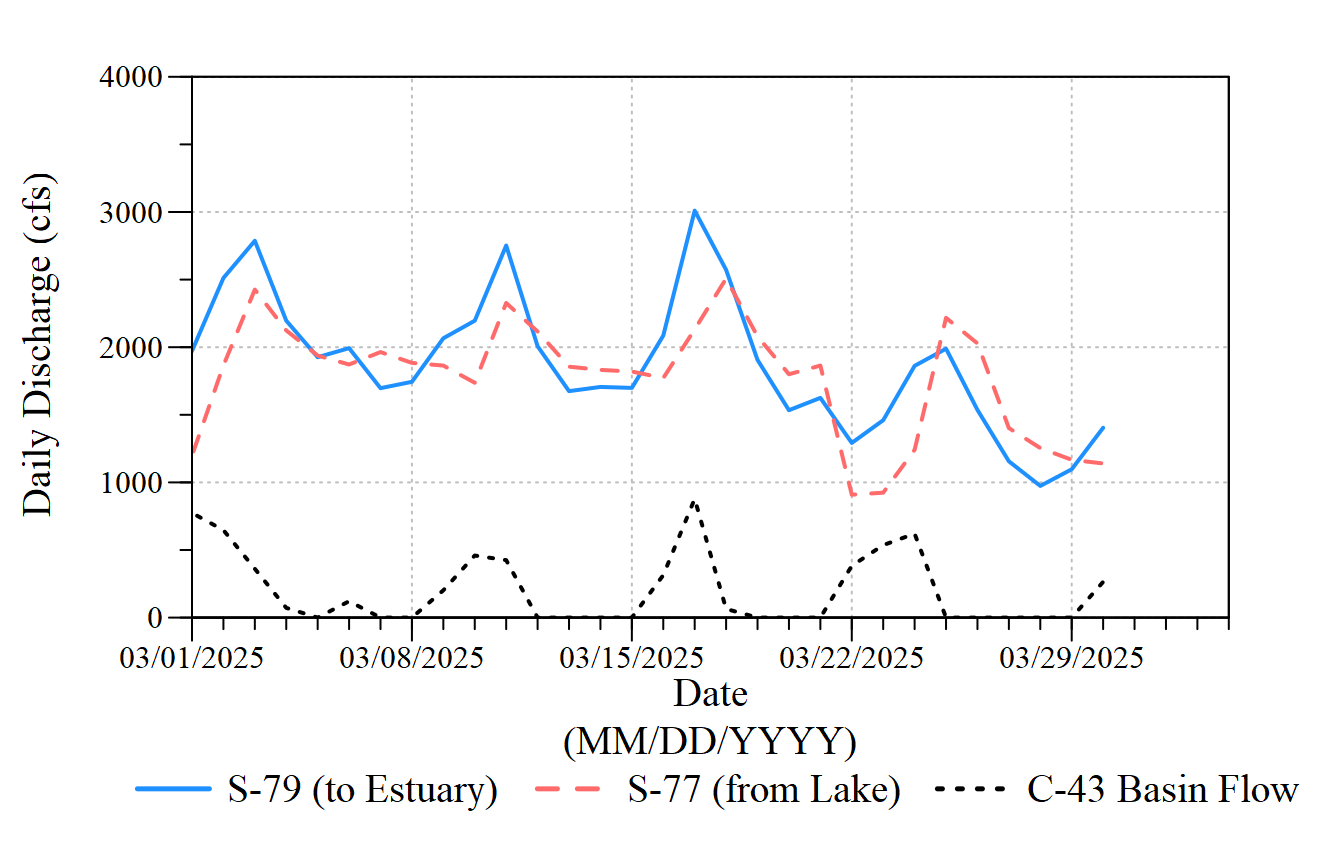 4000
3000
2000
1000
0
Daily Discharge (cfs)
03/01/2025 03/08/2025 03/15/2025 03/22/2025 03/29/2025
Date
(MM/DD/YYYY)
S-79 (to Estuary) S-77 (from Lake) C-43 Basin Flow